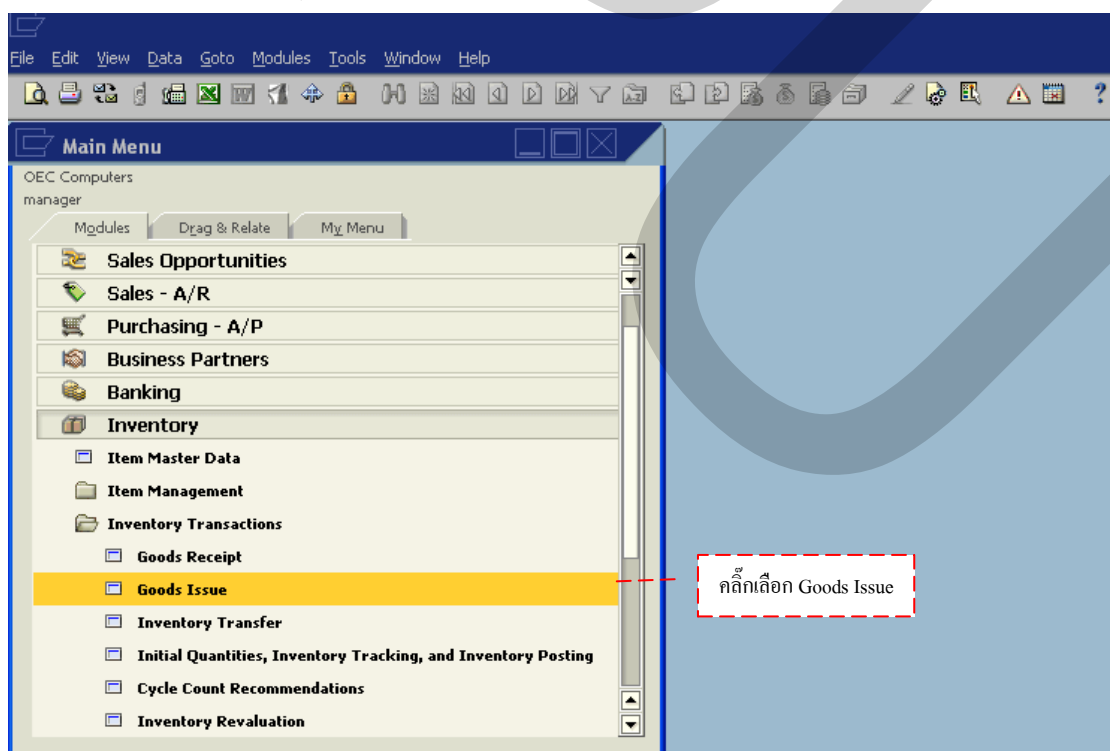 File Edit View Data Goto Modules Tools Window Help
Main Menu
OEC Computers
manager
Modules Drag & Relate My Menu
Sales Opportunities
Sales - A/R
Purchasing - A/P
Business Partners
Banking
Inventory
Item Master Data
Item Management
Inventory Transactions
Goods Receipt
Goods Issue
คลิ๊กเลือก Goods Issue
Inventory Transfer
Initial Quantities, Inventory Tracking, and Inventory Posting
Cycle Count Recommendations
Inventory Revaluation